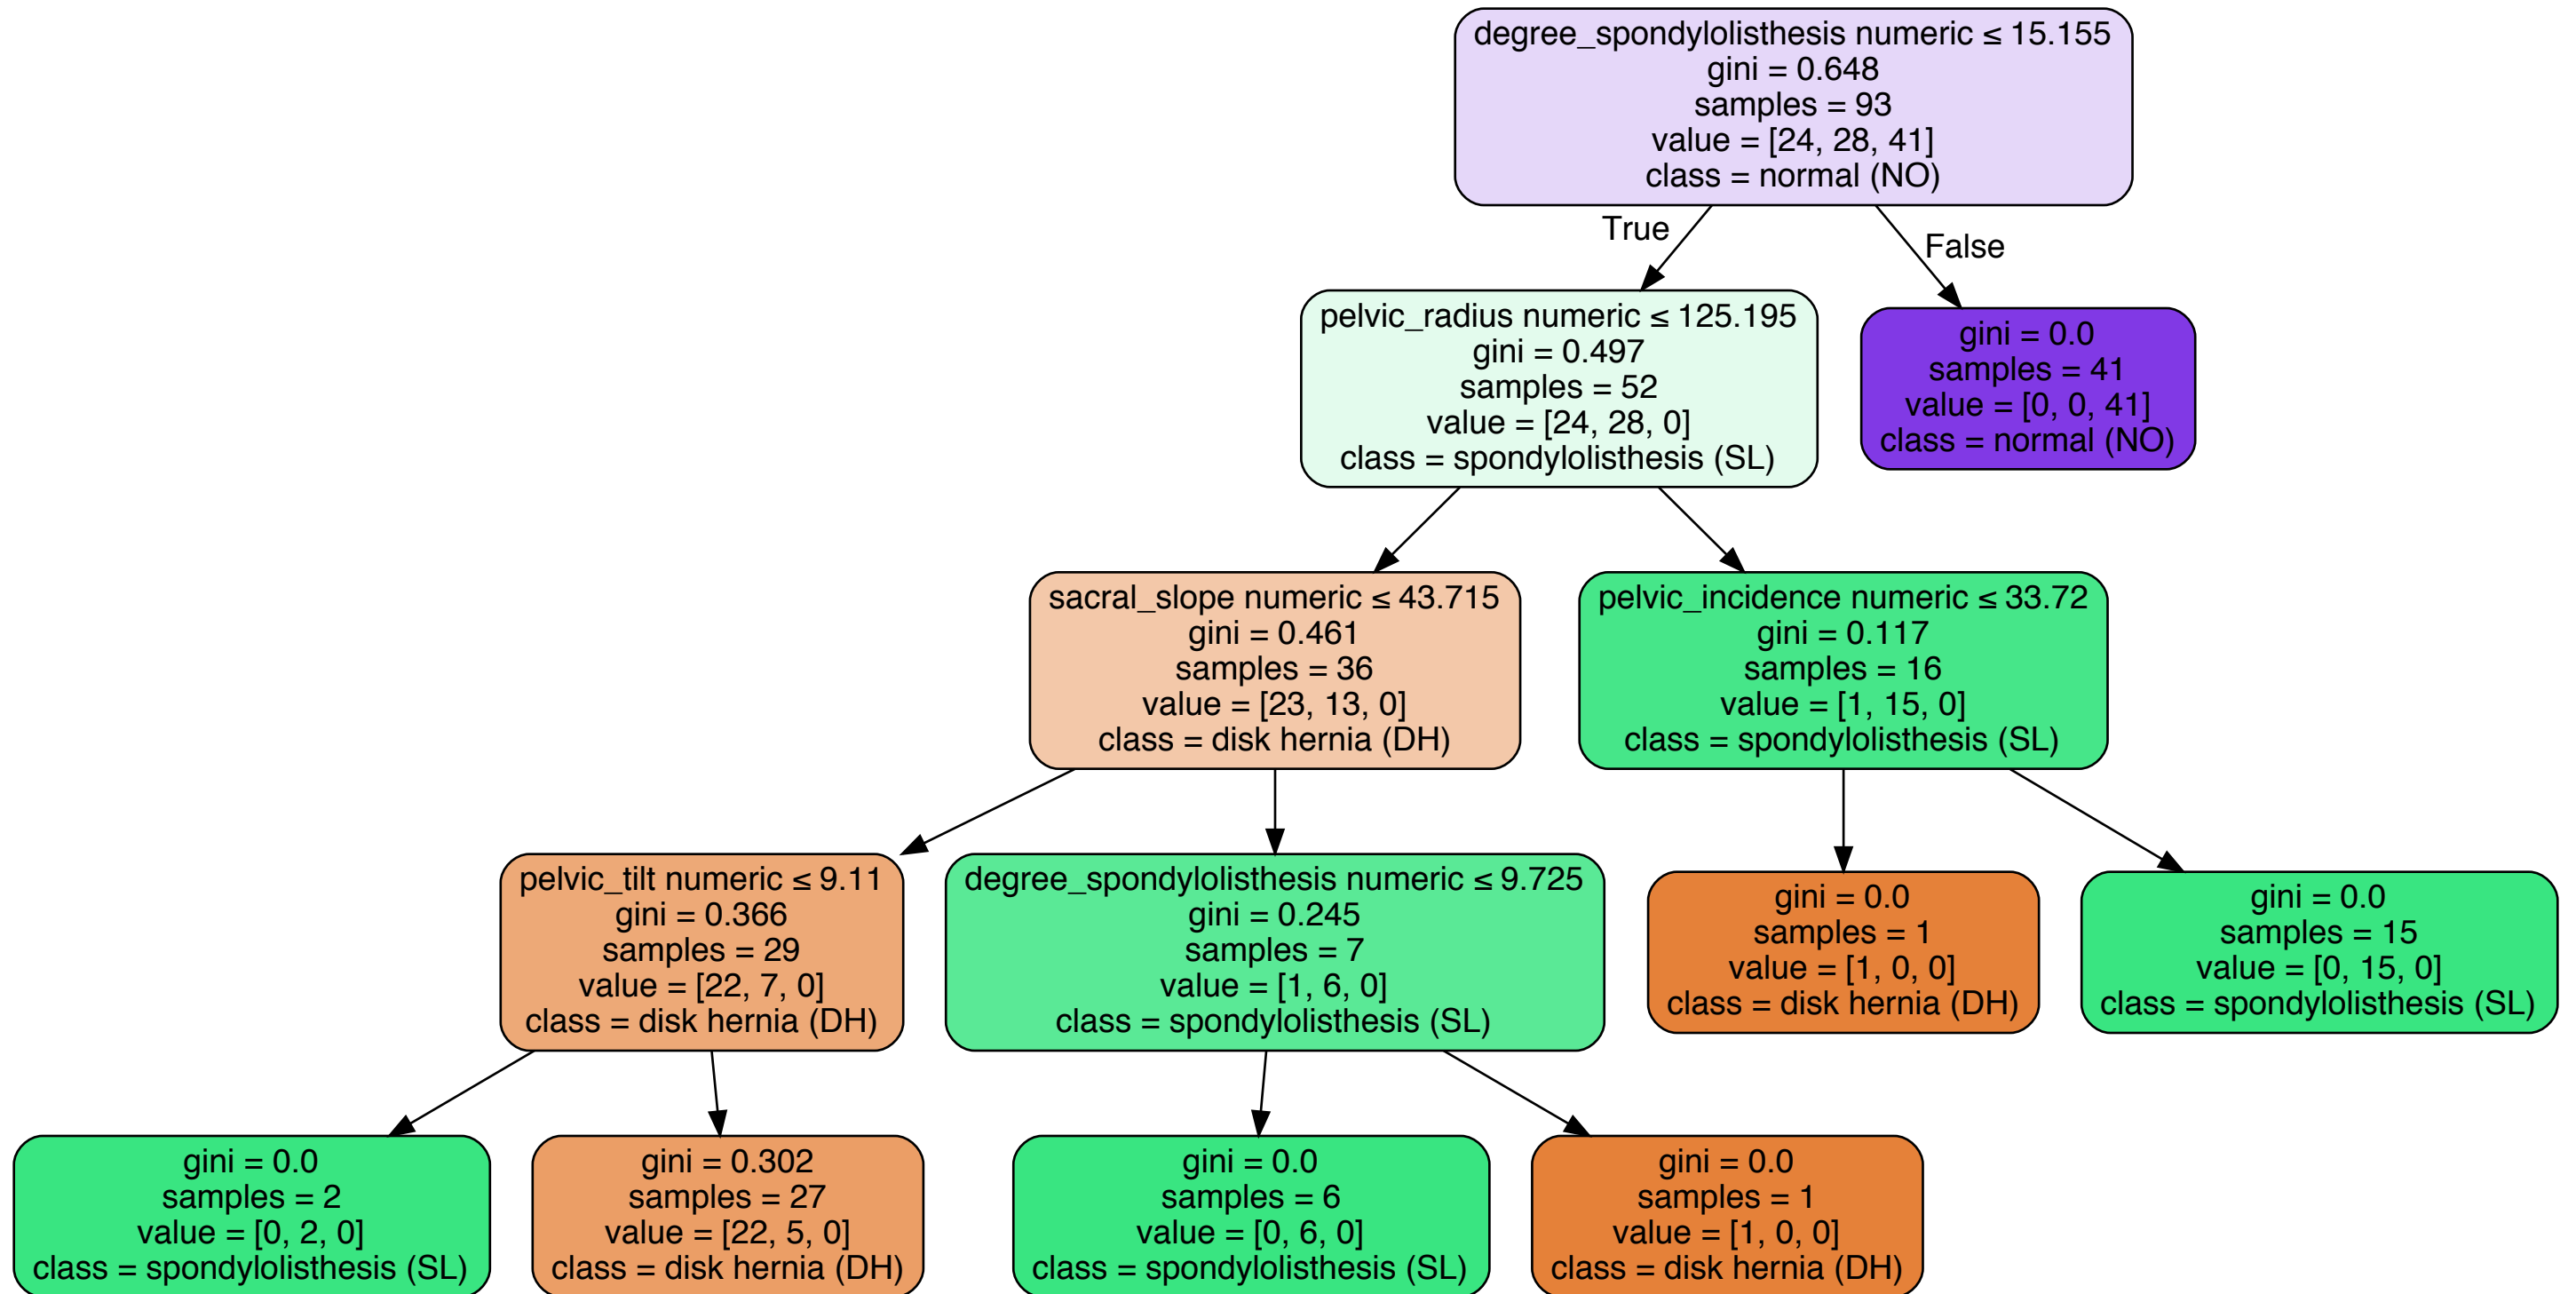 degree_spondylolisthesis numeric ≤ 15.155
gini = 0.648
samples = 93
value = [24, 28, 41]
class = normal (NO)
True
False
pelvic_radius numeric ≤ 125.195
gini = 0.497
samples = 52
value = [24, 28, 0]
class = spondylolisthesis (SL)
gini = 0.0
samples = 41
value = [0, 0, 41]
class = normal (NO)
sacral_slope numeric ≤ 43.715
gini = 0.461
samples = 36
value = [23, 13, 0]
class = disk hernia (DH)
pelvic_incidence numeric ≤ 33.72
gini = 0.117
samples = 16
value = [1, 15, 0]
class = spondylolisthesis (SL)
pelvic_tilt numeric ≤ 9.11
gini = 0.366
samples = 29
value = [22, 7, 0]
class = disk hernia (DH)
degree_spondylolisthesis numeric ≤ 9.725
gini = 0.245
samples = 7
value = [1, 6, 0]
class = spondylolisthesis (SL)
gini = 0.0
samples = 1
value = [1, 0, 0]
class = disk hernia (DH)
gini = 0.0
samples = 15
value = [0, 15, 0]
class = spondylolisthesis (SL)
gini = 0.0
samples = 2
value = [0, 2, 0]
class = spondylolisthesis (SL)
gini = 0.302
samples = 27
value = [22, 5, 0]
class = disk hernia (DH)
gini = 0.0
samples = 6
value = [0, 6, 0]
class = spondylolisthesis (SL)
gini = 0.0
samples = 1
value = [1, 0, 0]
class = disk hernia (DH)